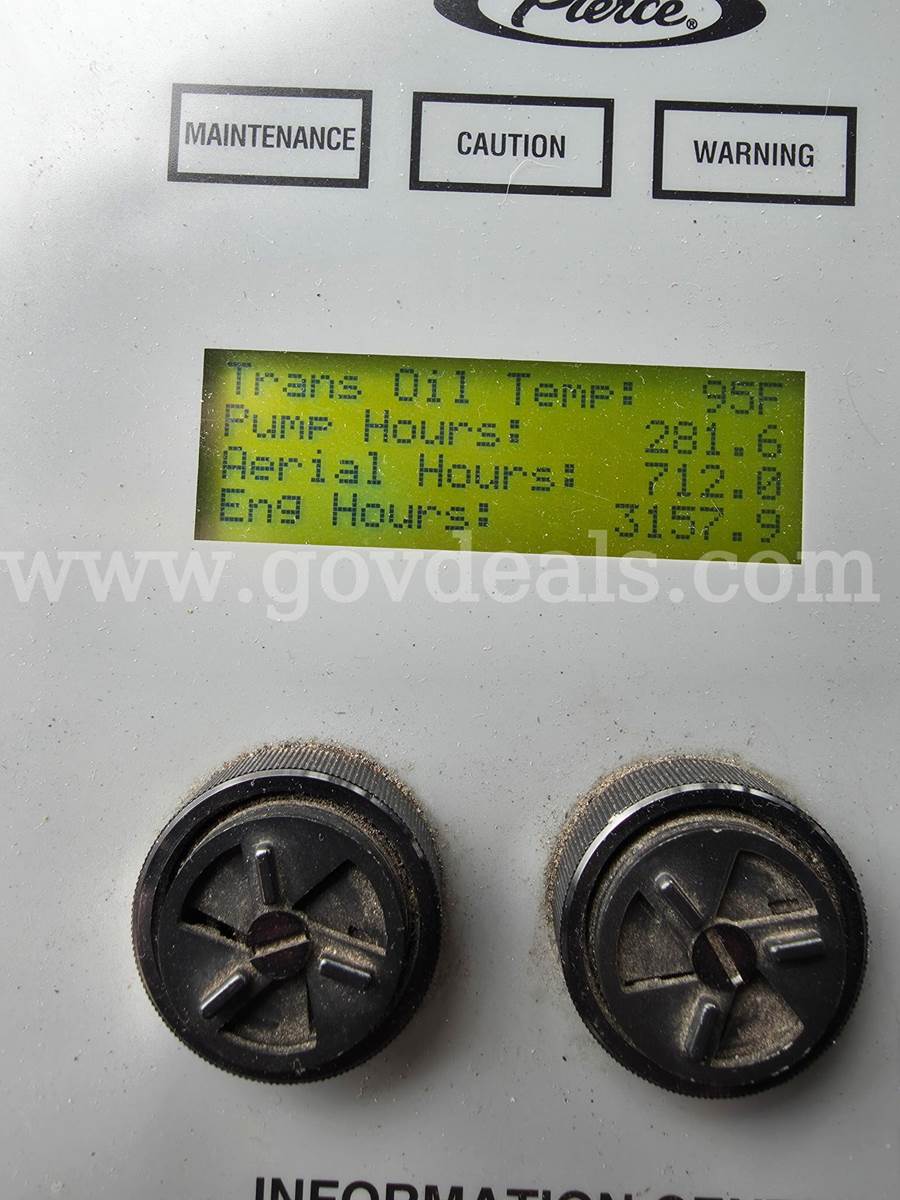 Pierce®
MAINTENANCE CAUTION WARNING
Trans Oil Temp: 95F
Pump Hours: 281.6
Aerial Hours: 712.0
Eng Hours: 3157.9
www.govdeals.com
INFORMATION